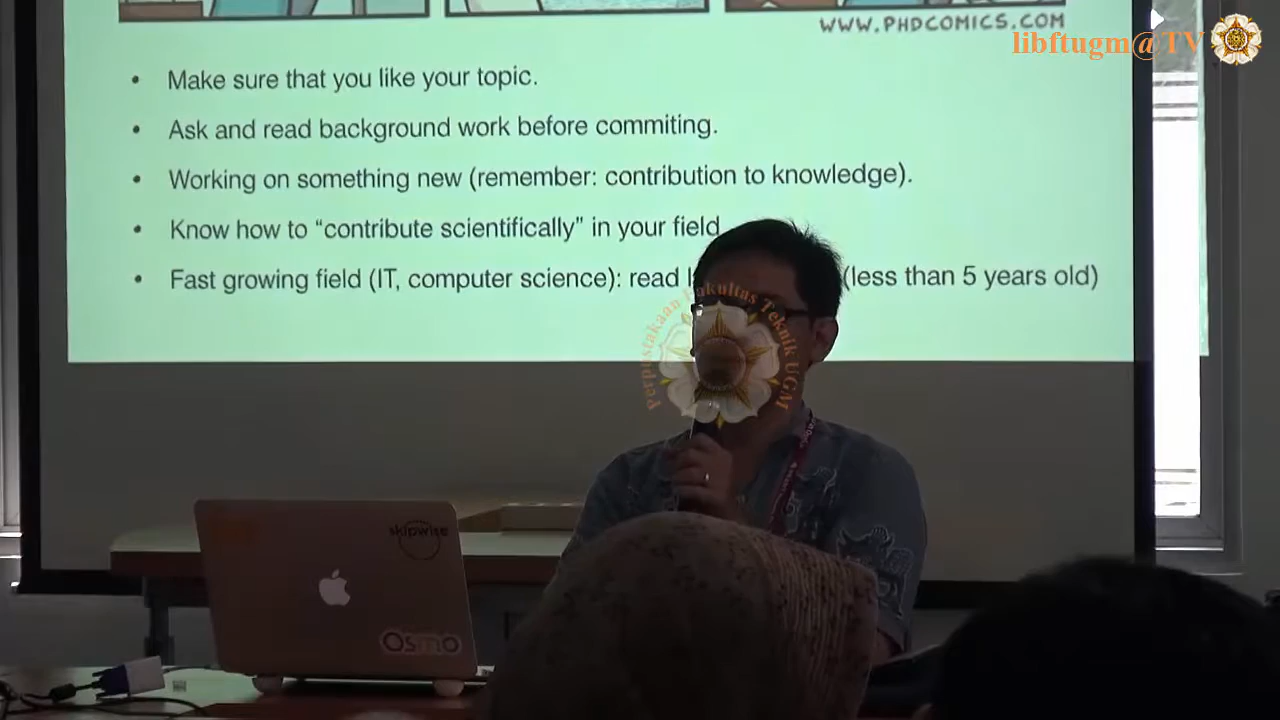 WWW.PHDCOMICS.COM
libftugm@TV
• Make sure that you like your topic.
• Ask and read background work before commiting.
• Working on something new (remember: contribution to knowledge).
• Know how to “contribute scientifically” in your field
• Fast growing field (IT, computer science): read (less than 5 years old)
Perpustakaan Fakultas Teknik UGM
skipwise
Osmo